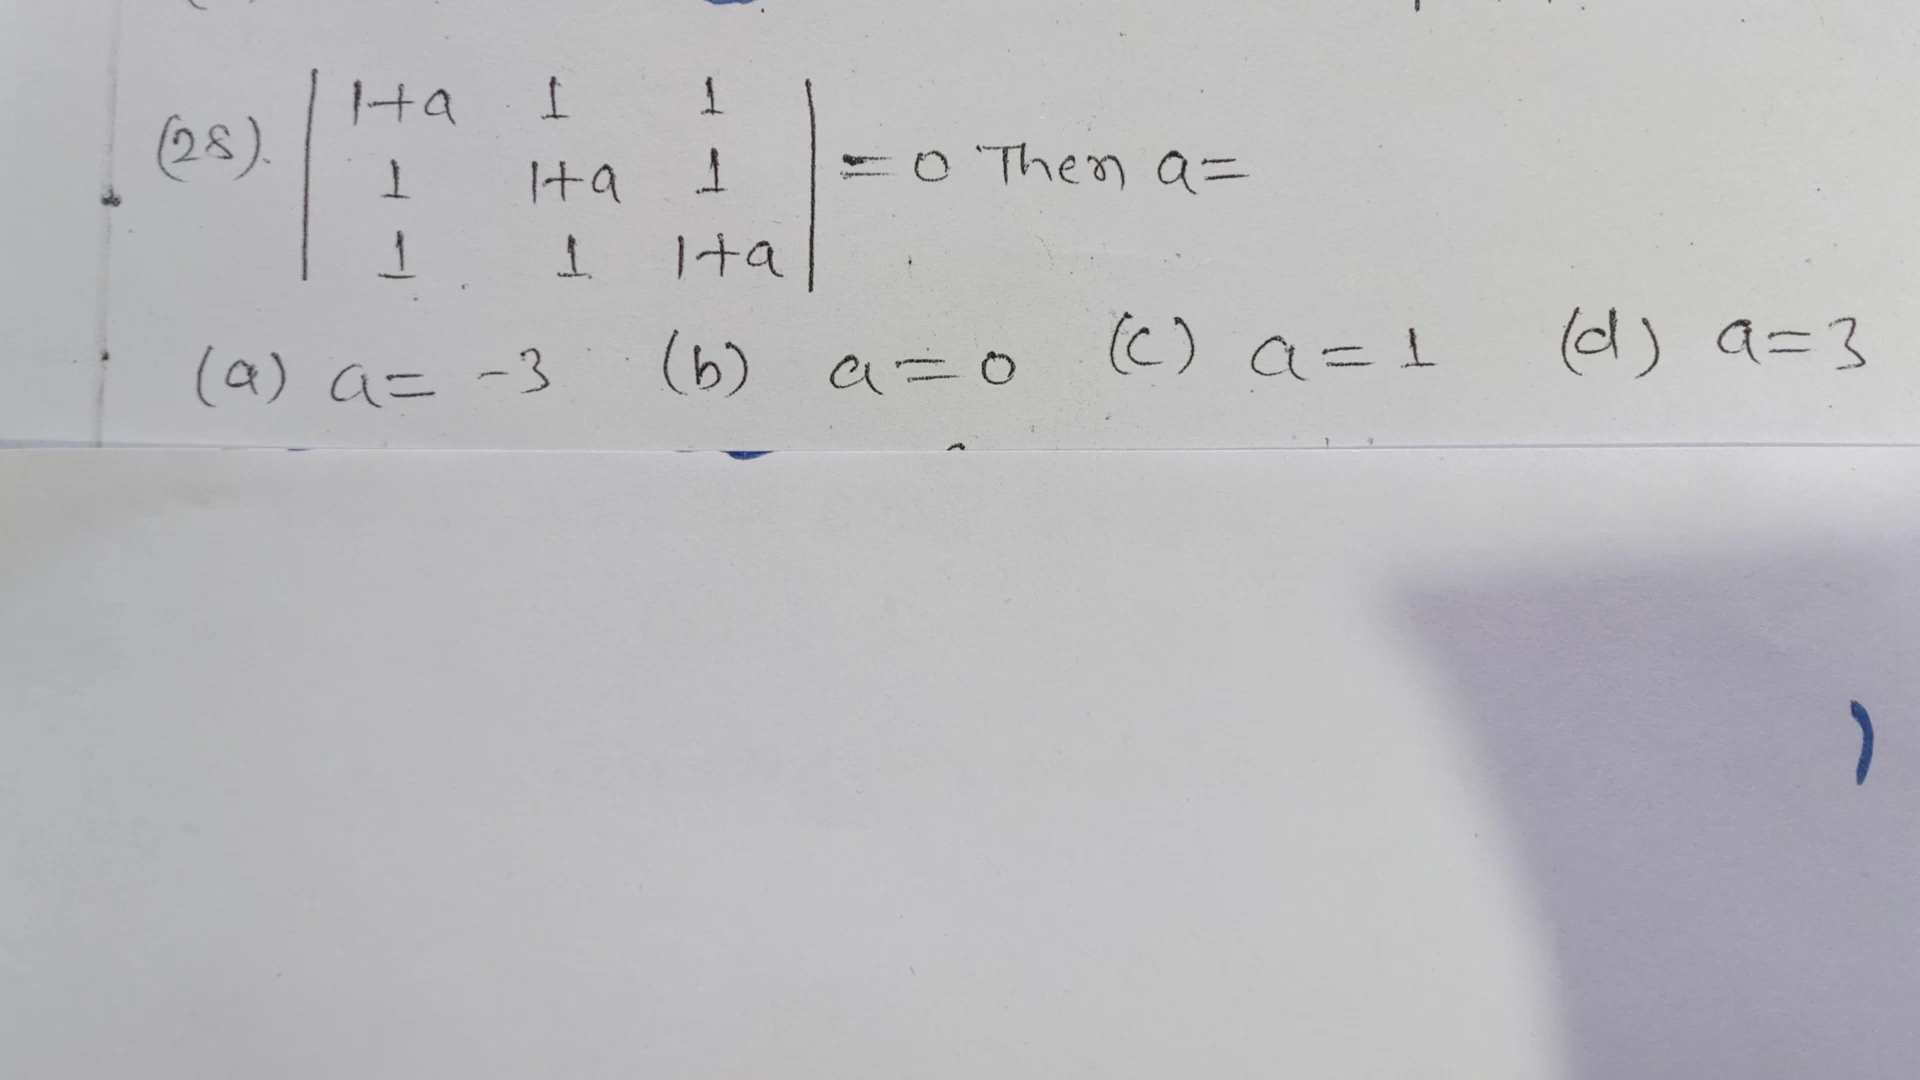 (28). | 1+a 1 1 |
| 1 1+a 1 | = 0 Then a=
| 1 1 1+a |
(a) a= -3 (b) a=0 (c) a=1 (d) a=3